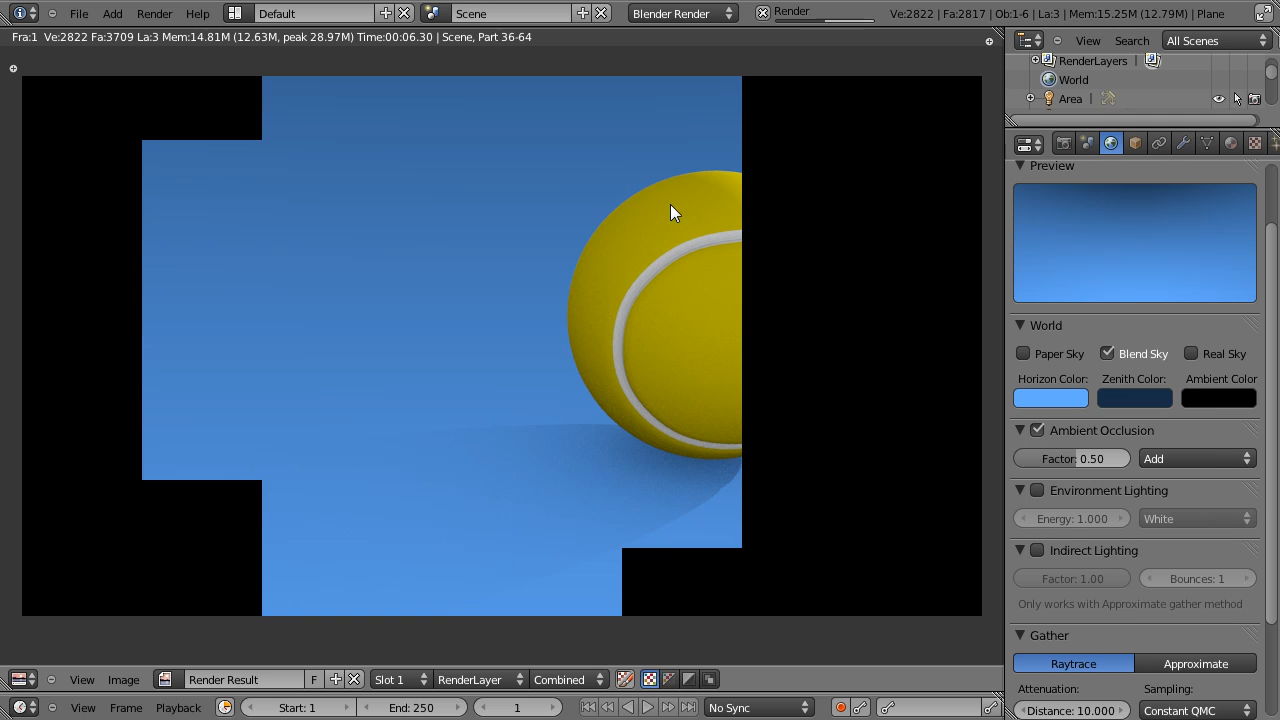 File Add Render Help Default Scene Blender Render Render Ve:2822 | Fa:2817 | Ob:1-6 | La:3 | Mem:15.25M (12.79M) | Plane
Fra:1 Ve:2822 Fa:3709 La:3 Mem:14.81M (12.63M, peak 28.97M) Time:00:06.30 | Scene, Part 36-64
View Search All Scenes
RenderLayers |
World
Area |
Preview
World
Paper Sky Blend Sky Real Sky
Horizon Color: Zenith Color: Ambient Color
Ambient Occlusion
Factor: 0.50 Add
Environment Lighting
Energy: 1.000 White
Indirect Lighting
Factor: 1.00 Bounces: 1
Only works with Approximate gather method
Gather
Raytrace Approximate
Attenuation: Sampling:
Distance: 10.000 Constant QMC
View Image Render Result F Slot 1 RenderLayer Combined
View Frame Playback Start: 1 End: 250 1 No Sync